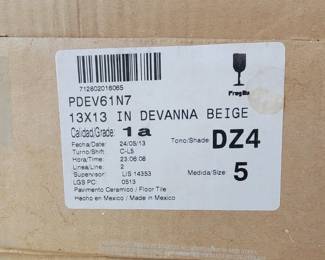 712602016065
Fragile
PDEV61N7
13X13 IN DEVANNA BEIGE
Calidad/Grade: 1a Tono/Shade DZ4
Fecha/Date: 24/08/13
Turno/Shift: C-L5
Hora/Time: 23:06:08
Linea/Line: 2 Medida/Size 5
Supervisor: LIS 14353
LGS PC: 0513
Pavimento Ceramico / Floor Tile
Hecho en Mexico / Made in Mexico